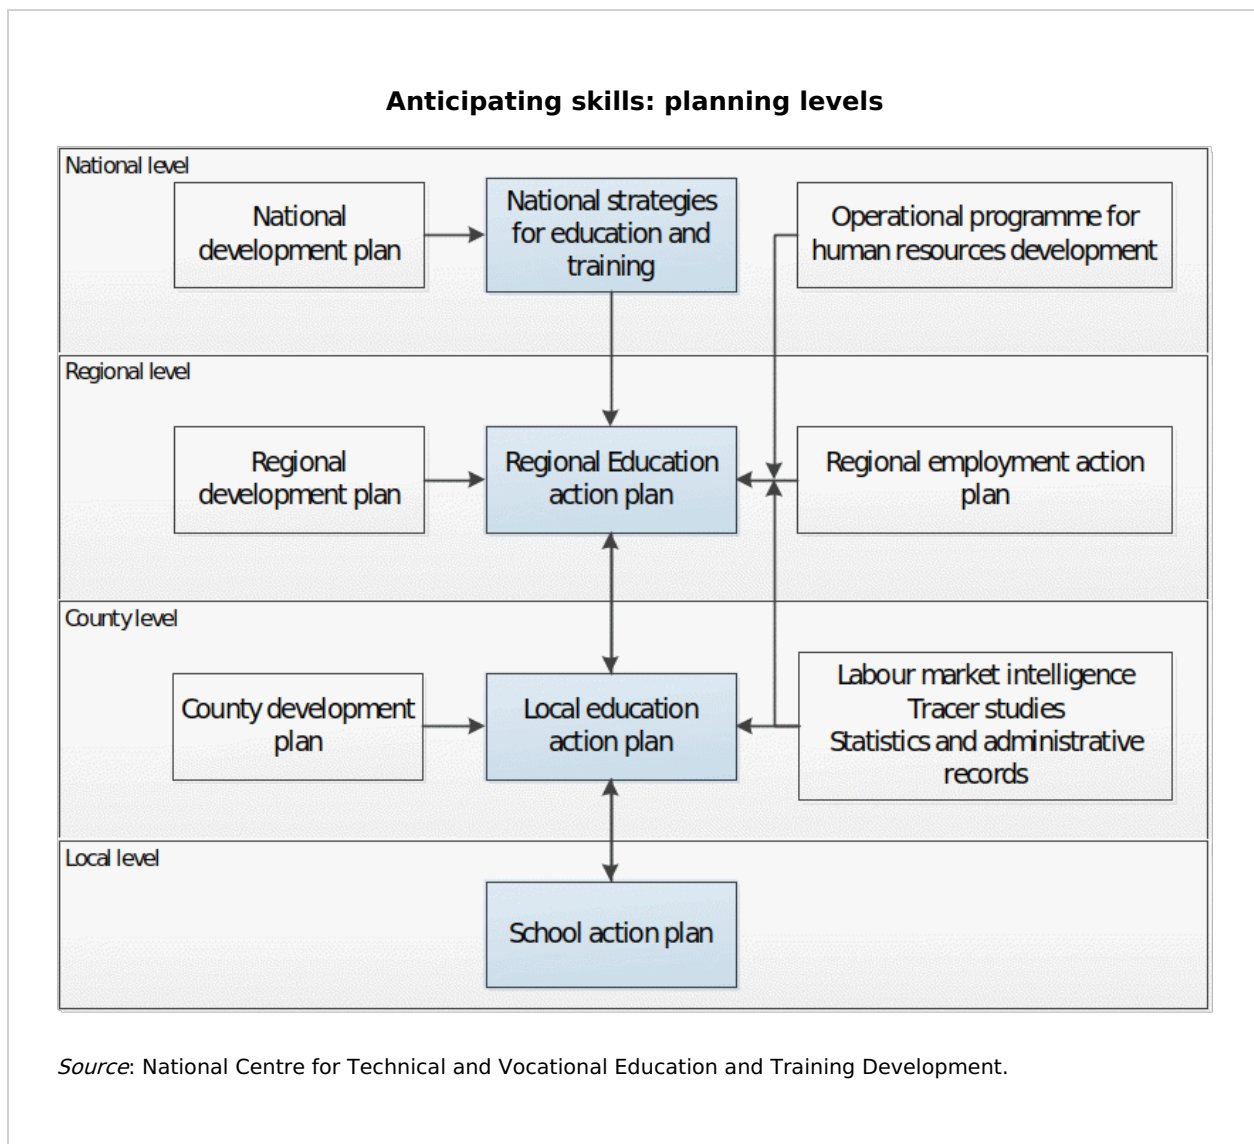 Anticipating skills: planning levels
National level
National
development plan
National strategies
for education and
training
Operational programme for
human resources development
Regional level
Regional
development plan
Regional Education
action plan
Regional employment action
plan
County level
County development
plan
Local education
action plan
Labour market intelligence
Tracer studies
Statistics and administrative
records
Local level
School action plan
Source: National Centre for Technical and Vocational Education and Training Development.